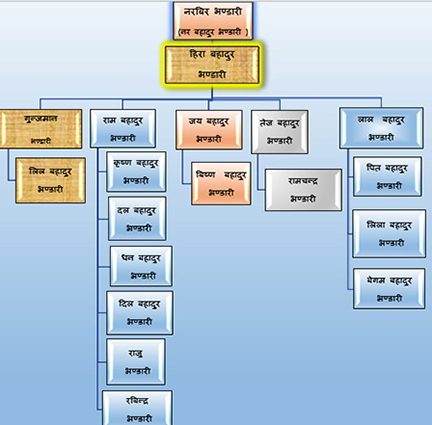 नरबिर भण्डारी
(नर बहादुर भण्डारी )
हिरा बहादुर
भण्डारी
गुन्जमान
भण्डारी
लिल बहादुर
भण्डारी
राम बहादुर
भण्डारी
कृष्ण बहादुर
भण्डारी
दल बहादुर
भण्डारी
धन बहादुर
भण्डारी
दिल बहादुर
भण्डारी
राजु
भण्डारी
रबिन्द्र
भण्डारी
जय बहादुर
भण्डारी
बिष्ण बहादुर
भण्डारी
तेज बहादुर
भण्डारी
रामचन्द्र
भण्डारी
लाल बहादुर
भण्डारी
पित बहादुर
भण्डारी
लिला बहादुर
भण्डारी
बेगम बहादुर
भण्डारी